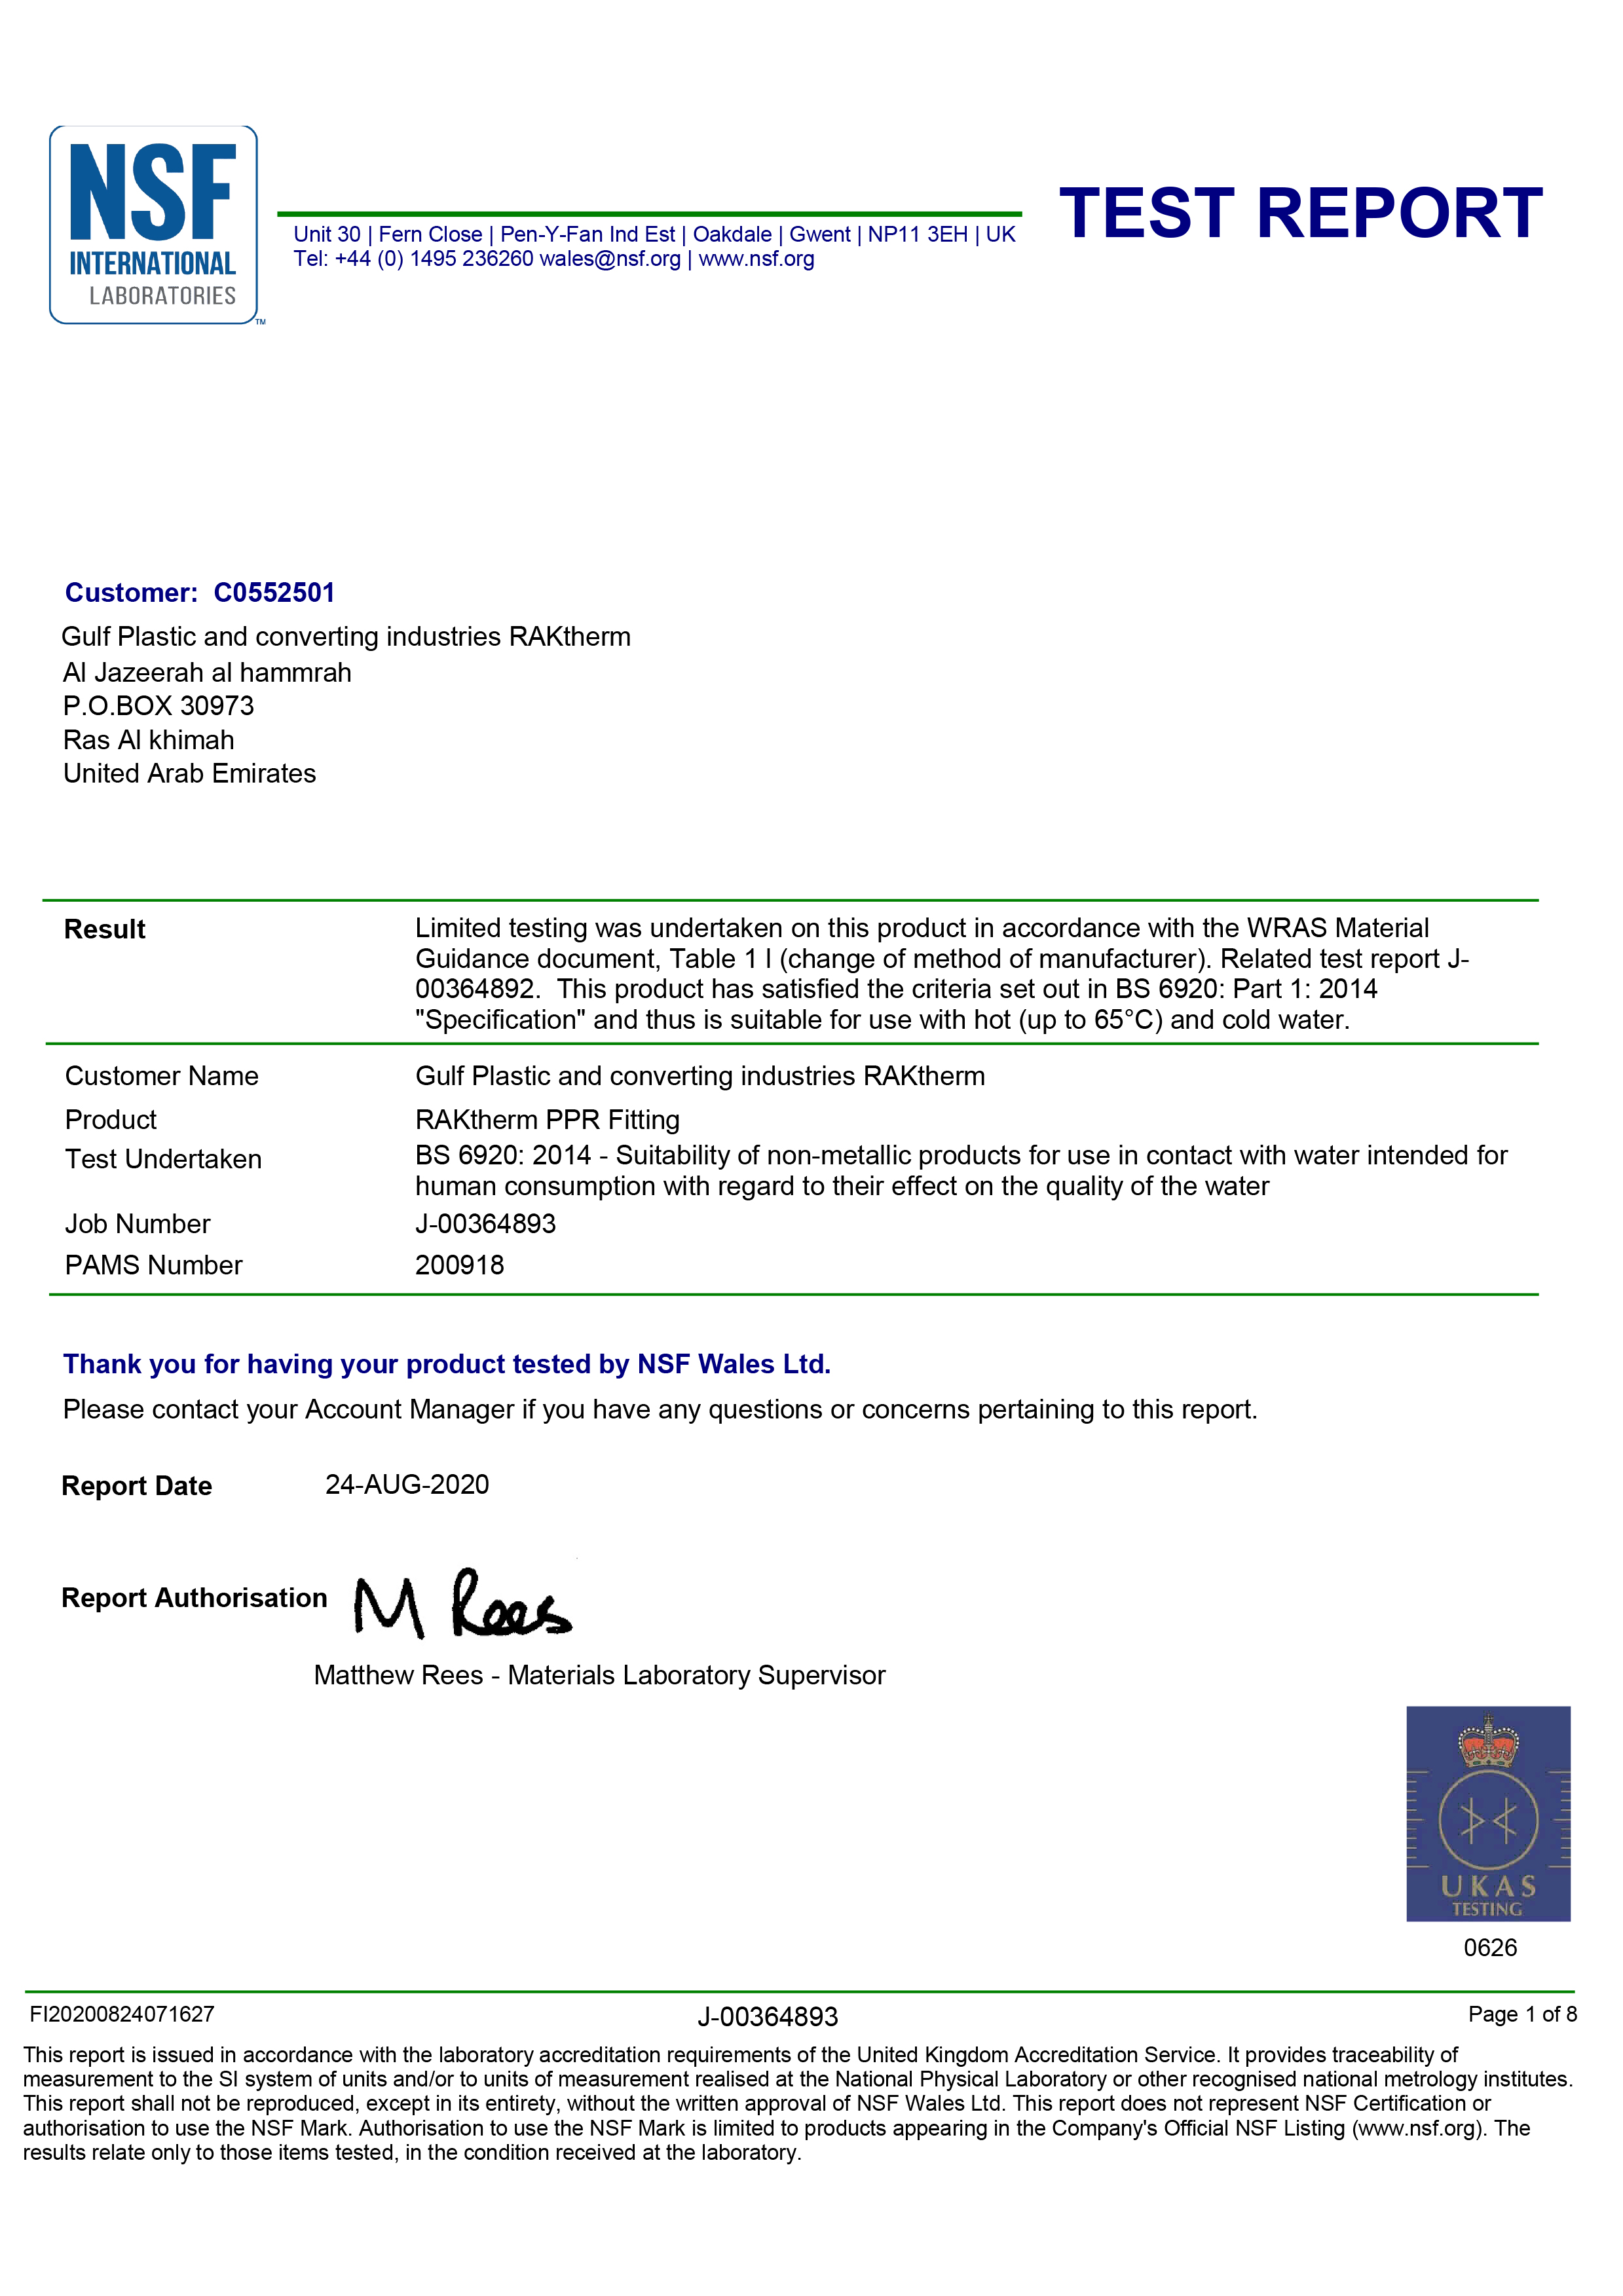 NSF
INTERNATIONAL
LABORATORIES
TM
TEST REPORT
Unit 30 | Fern Close | Pen-Y-Fan Ind Est | Oakdale | Gwent | NP11 3EH | UK
Tel: +44 (0) 1495 236260 wales@nsf.org | www.nsf.org
Customer: C0552501
Gulf Plastic and converting industries RAKtherm
Al Jazeerah al hammrah
P.O.BOX 30973
Ras Al khimah
United Arab Emirates
Result Limited testing was undertaken on this product in accordance with the WRAS Material
Guidance document, Table 1 l (change of method of manufacturer). Related test report J-
00364892. This product has satisfied the criteria set out in BS 6920: Part 1: 2014
"Specification" and thus is suitable for use with hot (up to 65°C) and cold water.
Customer Name Gulf Plastic and converting industries RAKtherm
Product RAKtherm PPR Fitting
Test Undertaken BS 6920: 2014 - Suitability of non-metallic products for use in contact with water intended for
human consumption with regard to their effect on the quality of the water
Job Number J-00364893
PAMS Number 200918
Thank you for having your product tested by NSF Wales Ltd.
Please contact your Account Manager if you have any questions or concerns pertaining to this report.
Report Date 24-AUG-2020
Report Authorisation M Rees
Matthew Rees - Materials Laboratory Supervisor
UKAS
TESTING
0626
FI20200824071627 J-00364893 Page 1 of 8
This report is issued in accordance with the laboratory accreditation requirements of the United Kingdom Accreditation Service. It provides traceability of
measurement to the SI system of units and/or to units of measurement realised at the National Physical Laboratory or other recognised national metrology institutes.
This report shall not be reproduced, except in its entirety, without the written approval of NSF Wales Ltd. This report does not represent NSF Certification or
authorisation to use the NSF Mark. Authorisation to use the NSF Mark is limited to products appearing in the Company's Official NSF Listing (www.nsf.org). The
results relate only to those items tested, in the condition received at the laboratory.